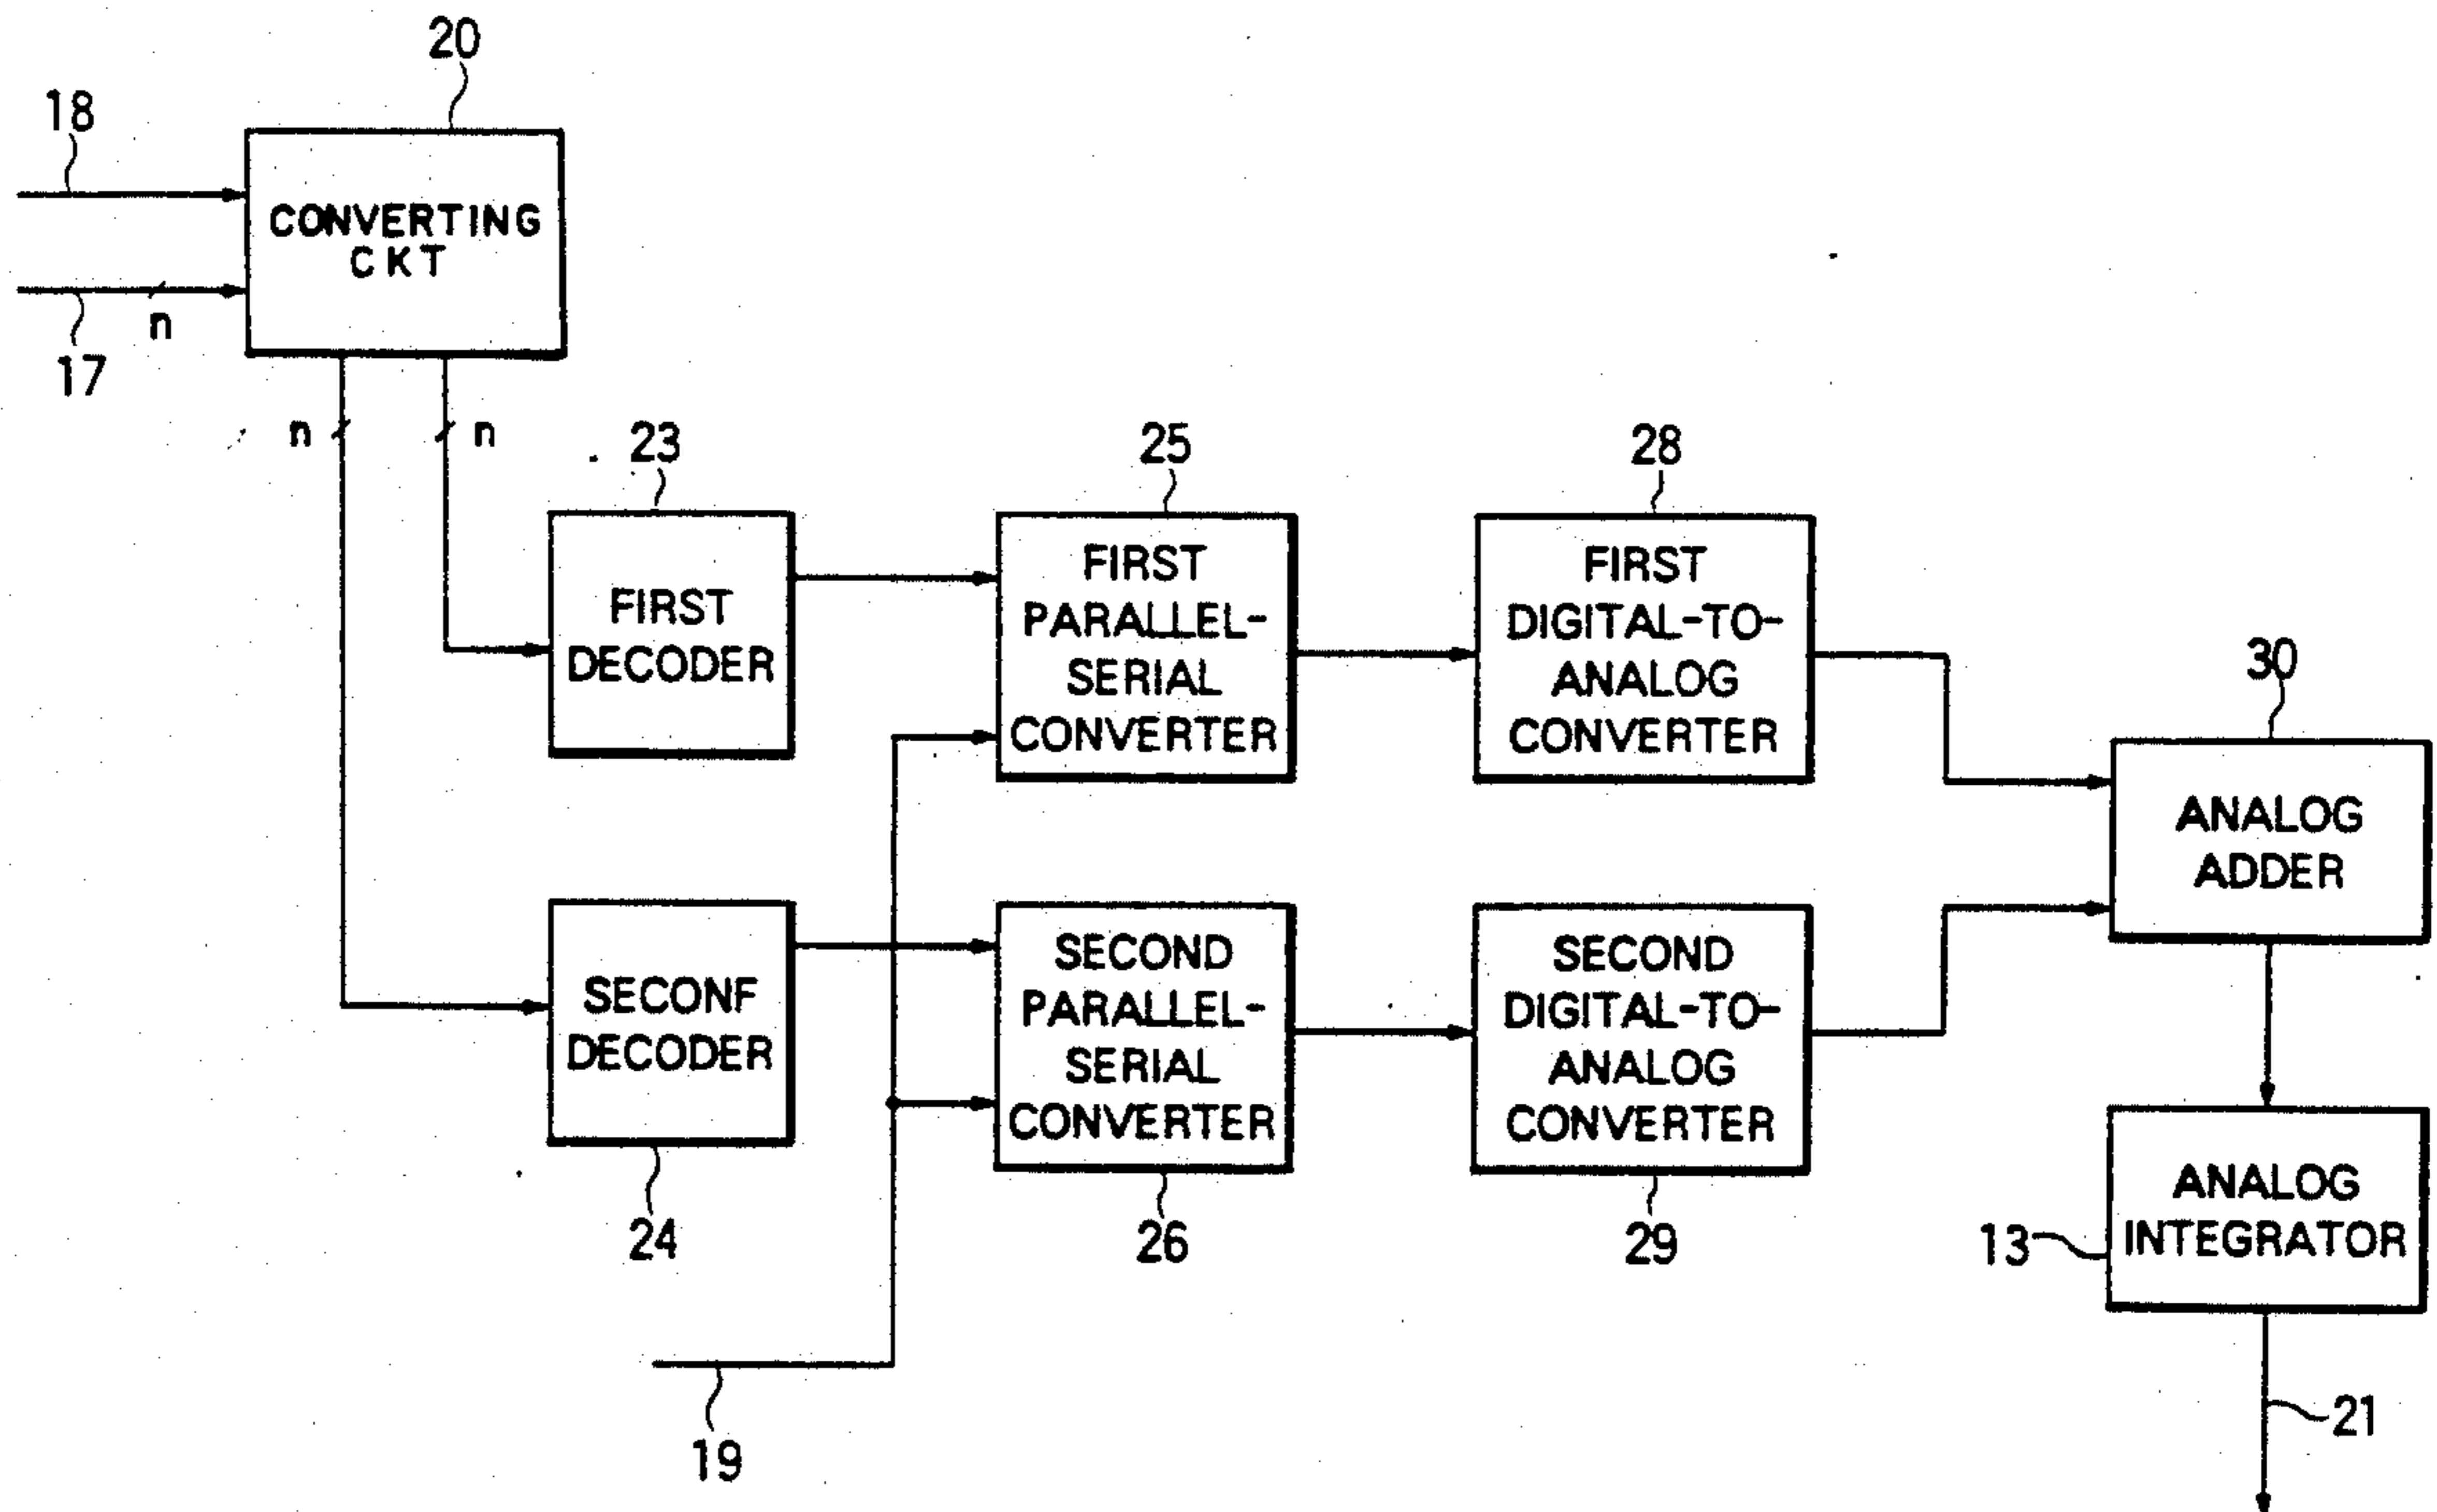 20
18
CONVERTING
CKT
n
17
n
n
23
25
28
FIRST
DECODER
FIRST
PARALLEL-
SERIAL
CONVERTER
FIRST
DIGITAL-TO-
ANALOG
CONVERTER
30
ANALOG
ADDER
SECONF
DECODER
SECOND
PARALLEL-
SERIAL
CONVERTER
SECOND
DIGITAL-TO-
ANALOG
CONVERTER
ANALOG
INTEGRATOR
13
24
26
29
19
21